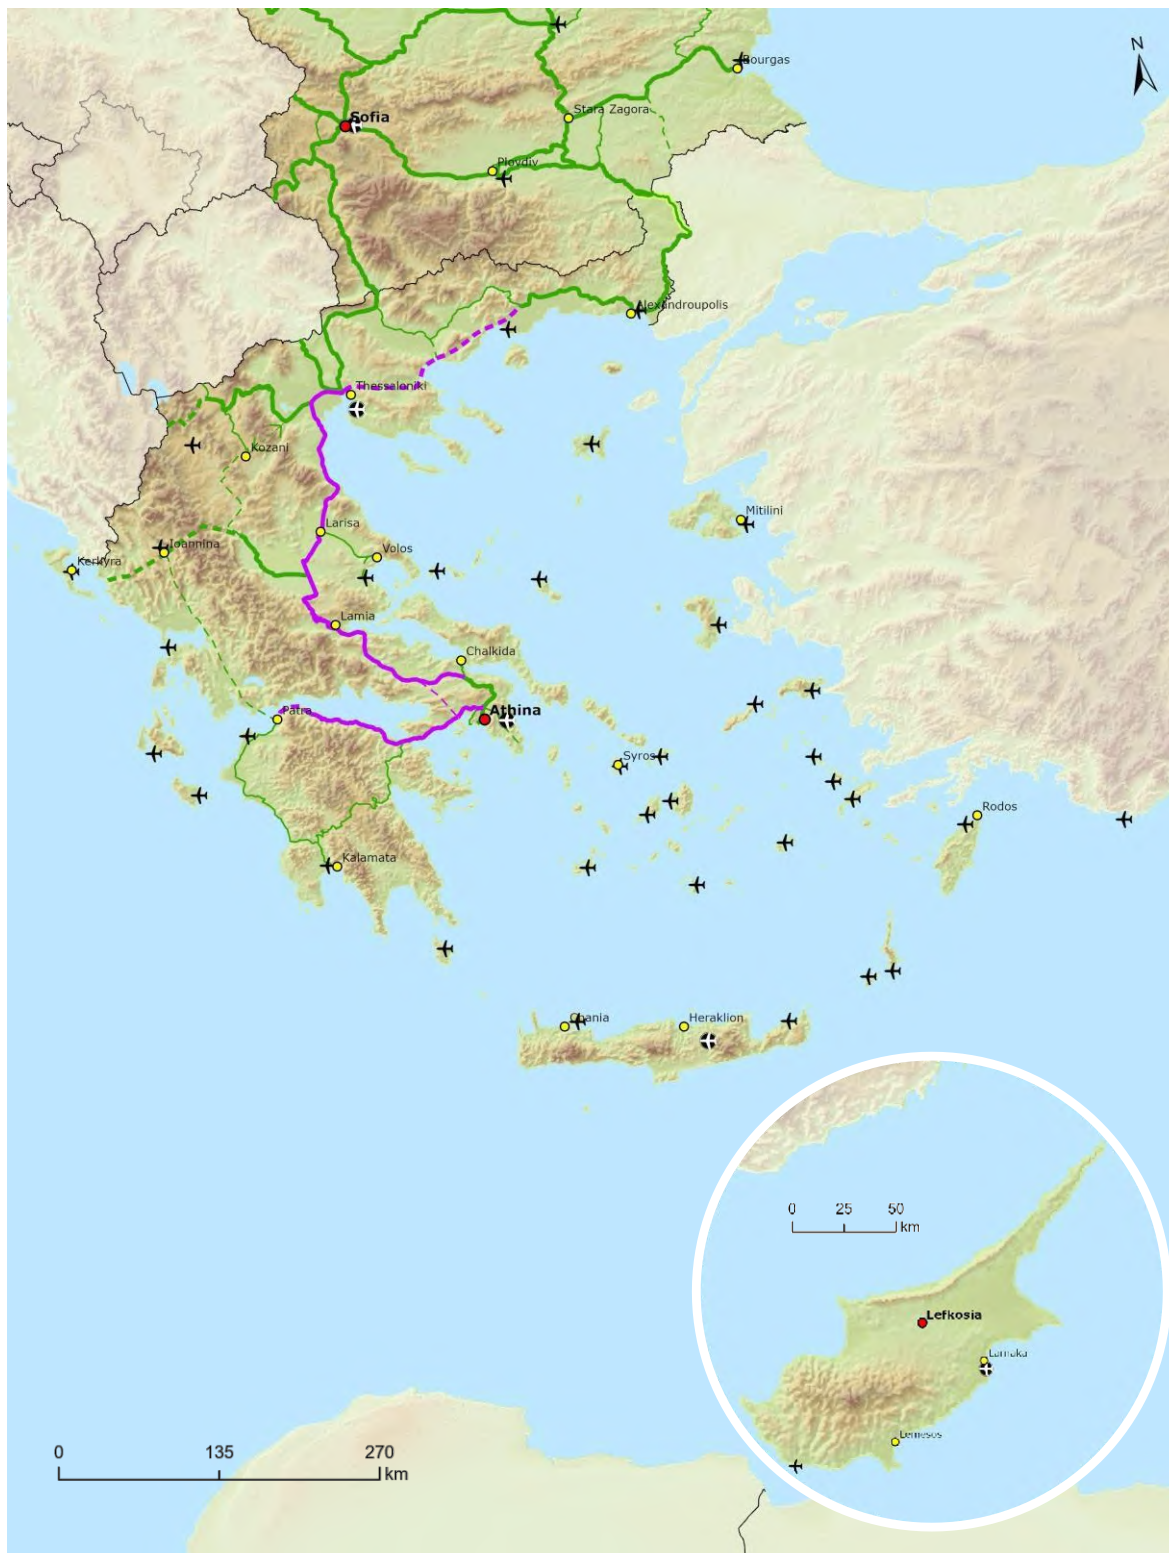 N
Bourgas
Stara Zagora
Sofia
Plovdiv
Alexandroupolis
Thessaloniki
Kozani
Mitilini
Larisa
Ioannina
Volos
Kerkyra
Lamia
Chalkida
Patra
Athina
Syros
Rodos
Kalamata
Chania
Heraklion
0 25 50
km
Lefkosia
Larnaka
Lemesos
0 135 270
km